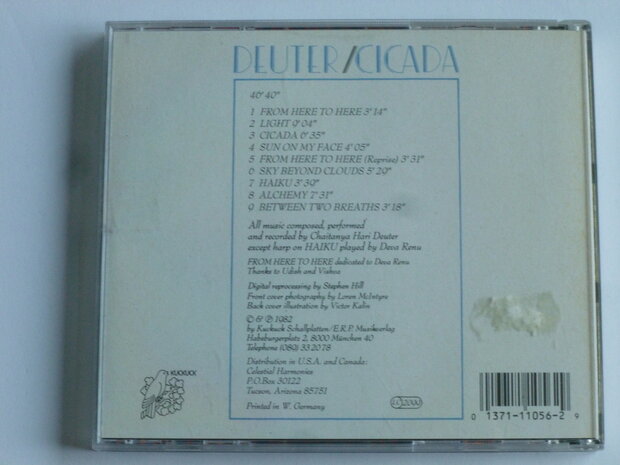 DEUTER/CICADA
46' 40"
1 FROM HERE TO HERE 3' 14"
2 LIGHT 9' 04"
3 CICADA 6' 35"
4 SUN ON MY FACE 4' 05"
5 FROM HERE TO HERE (Reprise) 3' 31"
6 SKY BEYOND CLOUDS 5' 29"
7 HAIKU 3' 39"
8 ALCHEMY 7' 31"
9 BETWEEN TWO BREATHS 3' 18"
All music composed, performed
and recorded by Chaitanya Hari Deuter
except harp on HAIKU played by Deva Renu
FROM HERE TO HERE dedicated to Deva Renu
Thanks to Udish and Vishva
Digital reprocessing by Stephen Hill
Front cover photography by Loren McIntyre
Back cover illustration by Victor Kalin
© & ℗ 1982
by Kuckuck Schallplatten/E.R.P. Musikverlag
Habsburgerplatz 2, 8000 München 40
Telephone (089) 33 20 78
Distribution in U.S.A. and Canada:
Celestial Harmonies
P.O. Box 30122
Tucson, Arizona 85751
Printed in W. Germany
KUCKUCK
LC 2000
0 1371-11056-2 9